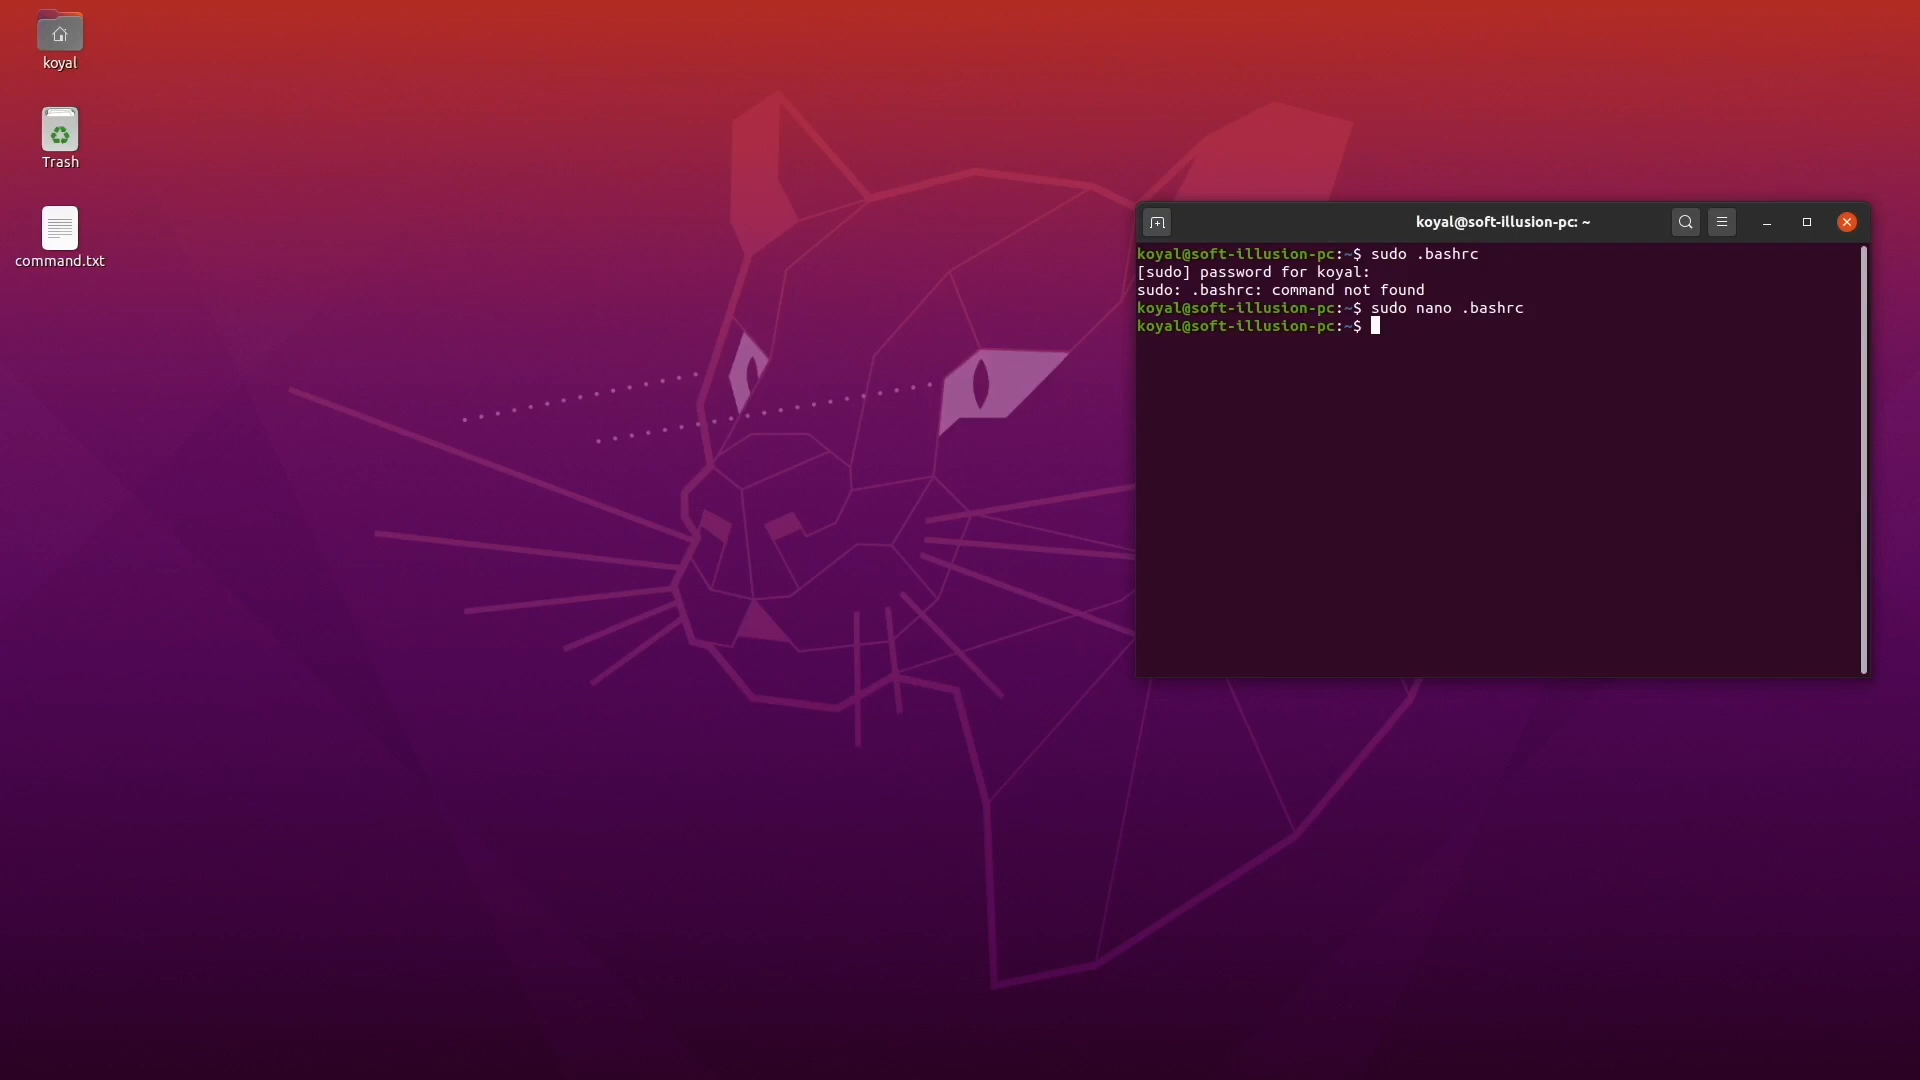 koyal
Trash
command.txt
koyal@soft-illusion-pc: ~
koyal@soft-illusion-pc:~$ sudo .bashrc
[sudo] password for koyal:
sudo: .bashrc: command not found
koyal@soft-illusion-pc:~$ sudo nano .bashrc
koyal@soft-illusion-pc:~$